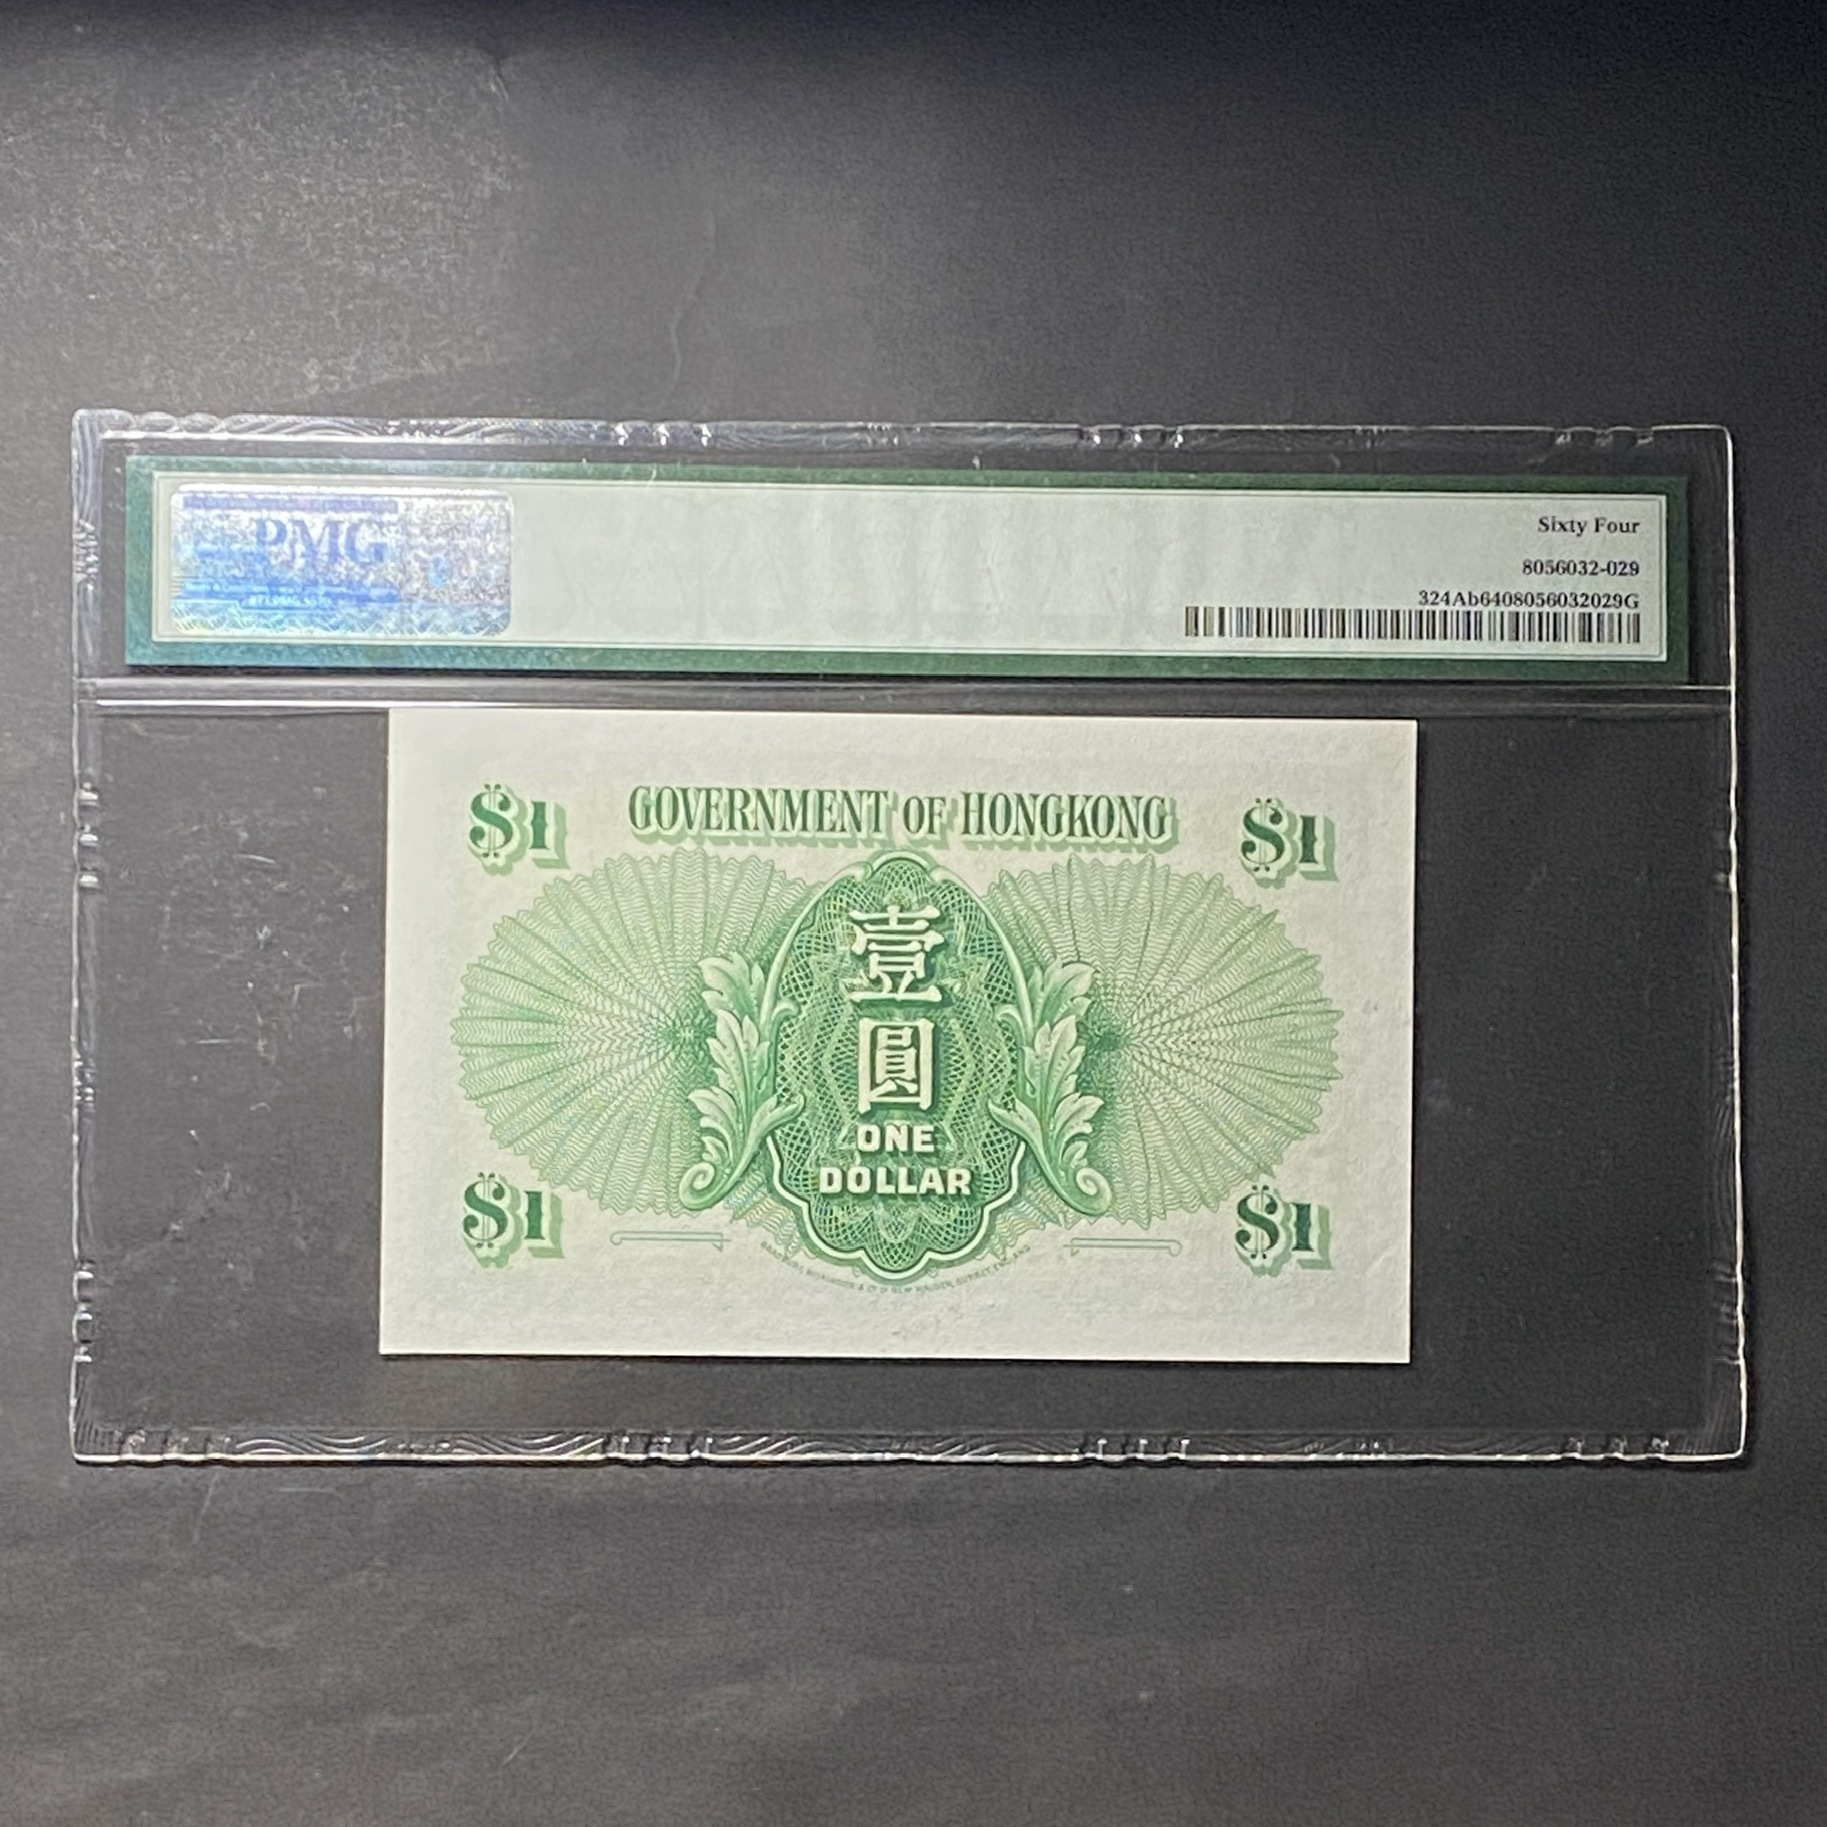 PMG
Sixty Four
8056032-029
324Ab6408056032029G
$1 GOVERNMENT OF HONGKONG $1
壹
圓
ONE
DOLLAR
$1 $1